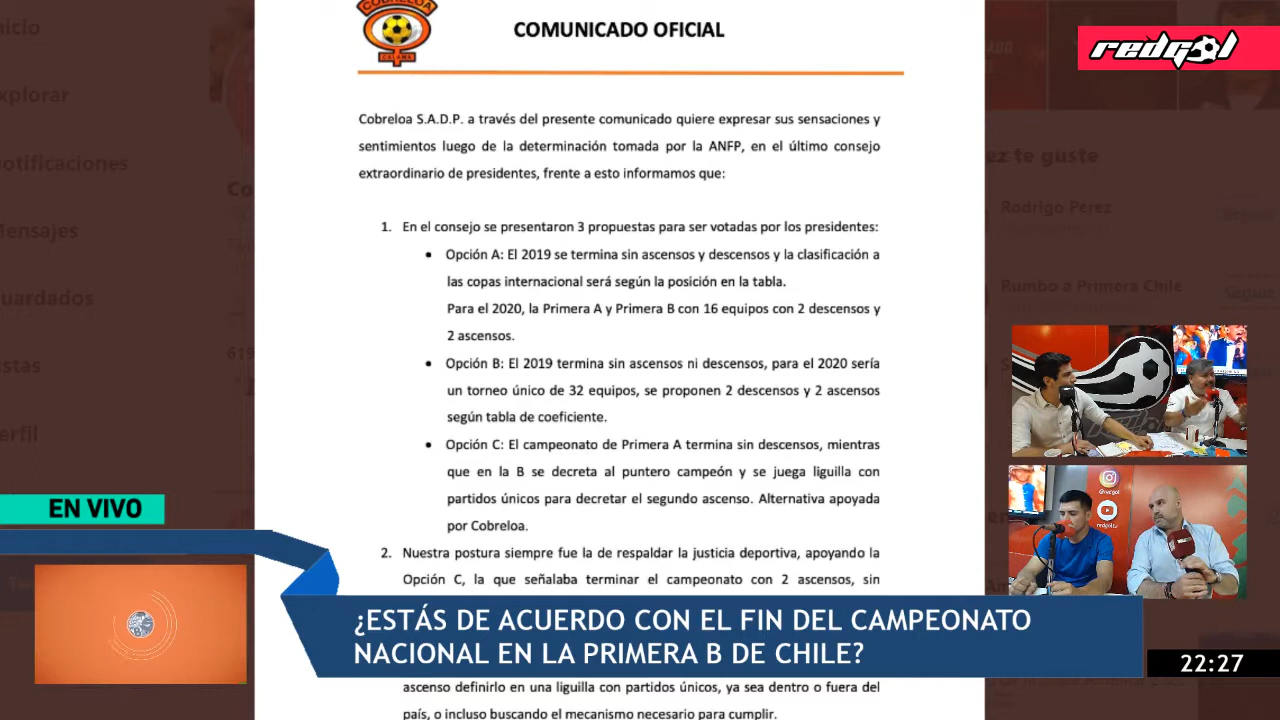 COBRELOA
CALAMA
COMUNICADO OFICIAL
redgol
Cobreloa S.A.D.P. a través del presente comunicado quiere expresar sus sensaciones y
sentimientos luego de la determinación tomada por la ANFP, en el último consejo
extraordinario de presidentes, frente a esto informamos que:
1. En el consejo se presentaron 3 propuestas para ser votadas por los presidentes:
• Opción A: El 2019 se termina sin ascensos y descensos y la clasificación a
las copas internacional será según la posición en la tabla.
Para el 2020, la Primera A y Primera B con 16 equipos con 2 descensos y
2 ascensos.
• Opción B: El 2019 termina sin ascensos ni descensos, para el 2020 sería
un torneo único de 32 equipos, se proponen 2 descensos y 2 ascensos
según tabla de coeficiente.
• Opción C: El campeonato de Primera A termina sin descensos, mientras
que en la B se decreta al puntero campeón y se juega liguilla con
partidos únicos para decretar el segundo ascenso. Alternativa apoyada
por Cobreloa.
2. Nuestra postura siempre fue la de respaldar la justicia deportiva, apoyando la
Opción C, la que señalaba terminar el campeonato con 2 ascensos, sin
ascenso definirlo en una liguilla con partidos únicos, ya sea dentro o fuera del
país, o incluso buscando el mecanismo necesario para cumplir.
Mensajes
Rodrigo Perez
Rumbo a Primera Chile
EN VIVO
¿ESTÁS DE ACUERDO CON EL FIN DEL CAMPEONATO
NACIONAL EN LA PRIMERA B DE CHILE?
22:27